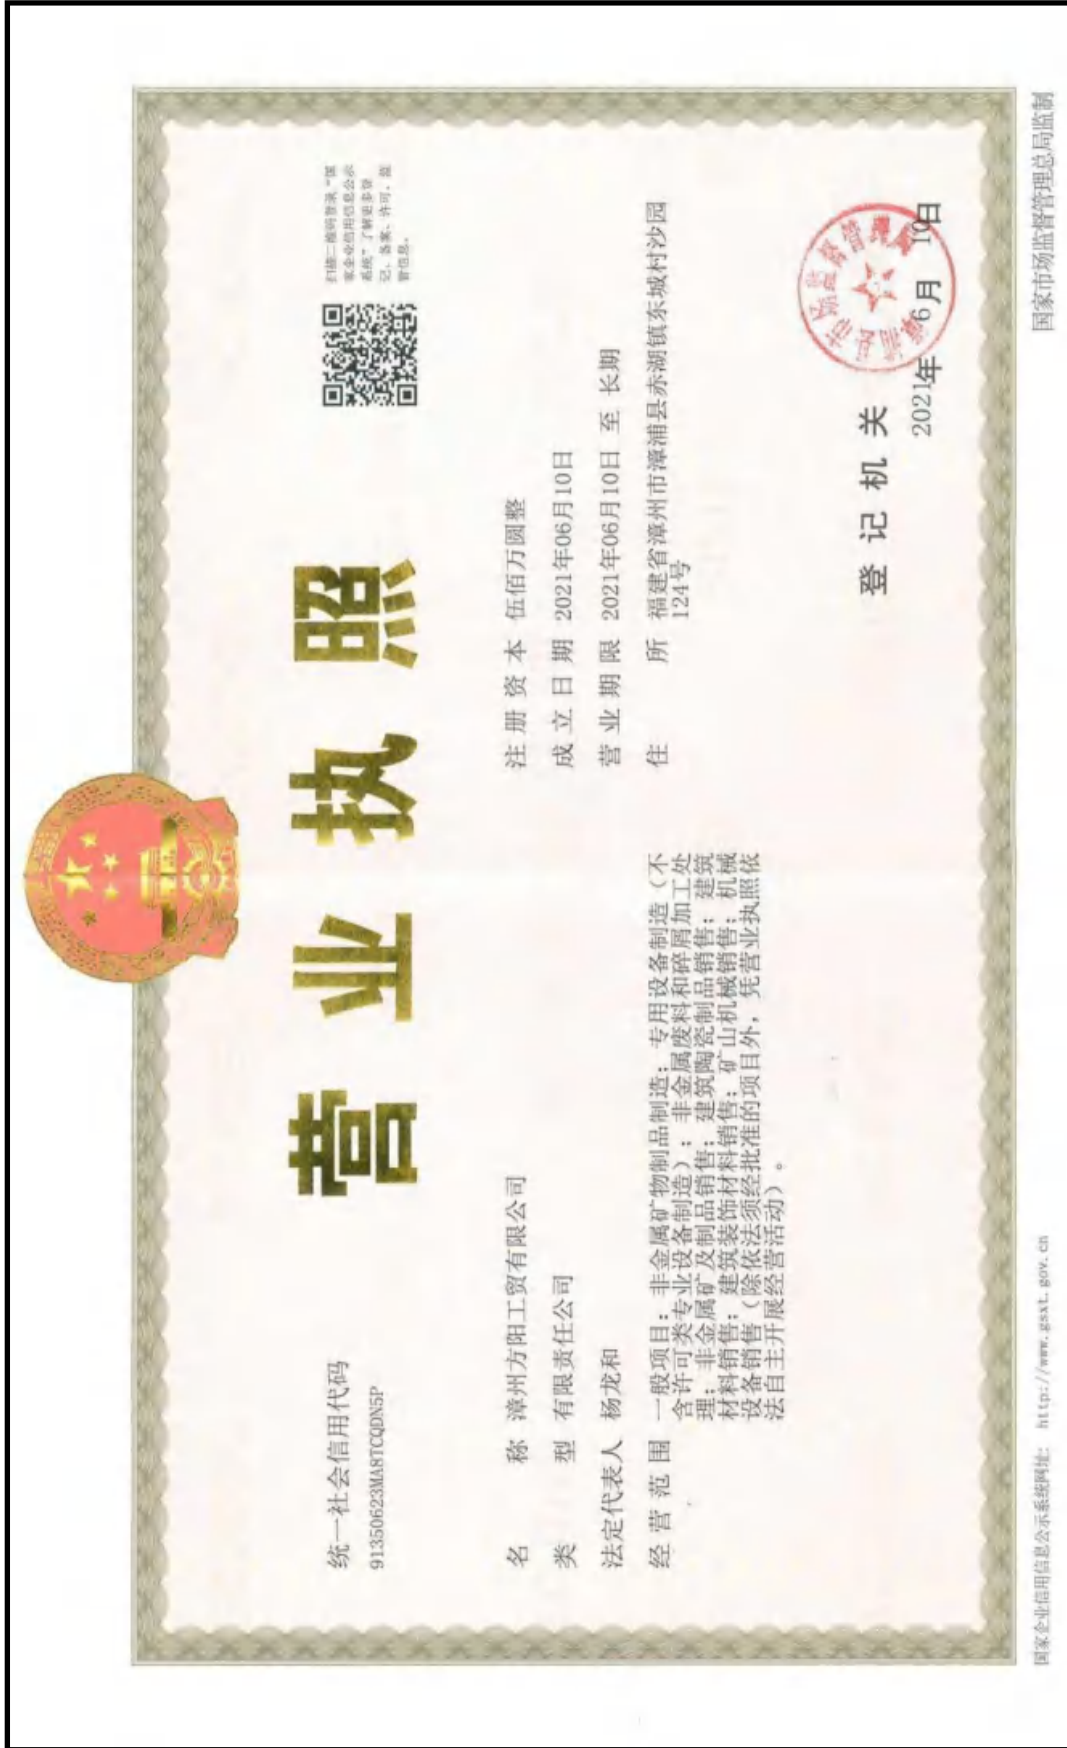 营业执照
统一社会信用代码
91350623MA8TCQDN5P
扫描二维码登录“国
家企业信用信息公示
系统”了解更多登
记、备案、许可、监
管信息。
名称 漳州方阳工贸有限公司
类型 有限责任公司
法定代表人 杨龙和
经营范围 一般项目：非金属矿物制品制造；专用设备制造（不
含许可类专业设备制造）；非金属废料和碎屑加工处
理；非金属矿及制品销售；建筑陶瓷制品销售；建筑
材料销售；建筑装饰材料销售；矿山机械销售；机械
设备销售（除依法须经批准的项目外，凭营业执照依
法自主开展经营活动）。
注册资本 伍佰万圆整
成立日期 2021年06月10日
营业期限 2021年06月10日 至 长期
住所 福建省漳州市漳浦县赤湖镇东城村沙园
124号
登记机关
漳浦县市场监督管理局
2021年 6月 10日
国家企业信用信息公示系统网址： http://www.gsxt.gov.cn
国家市场监督管理总局监制